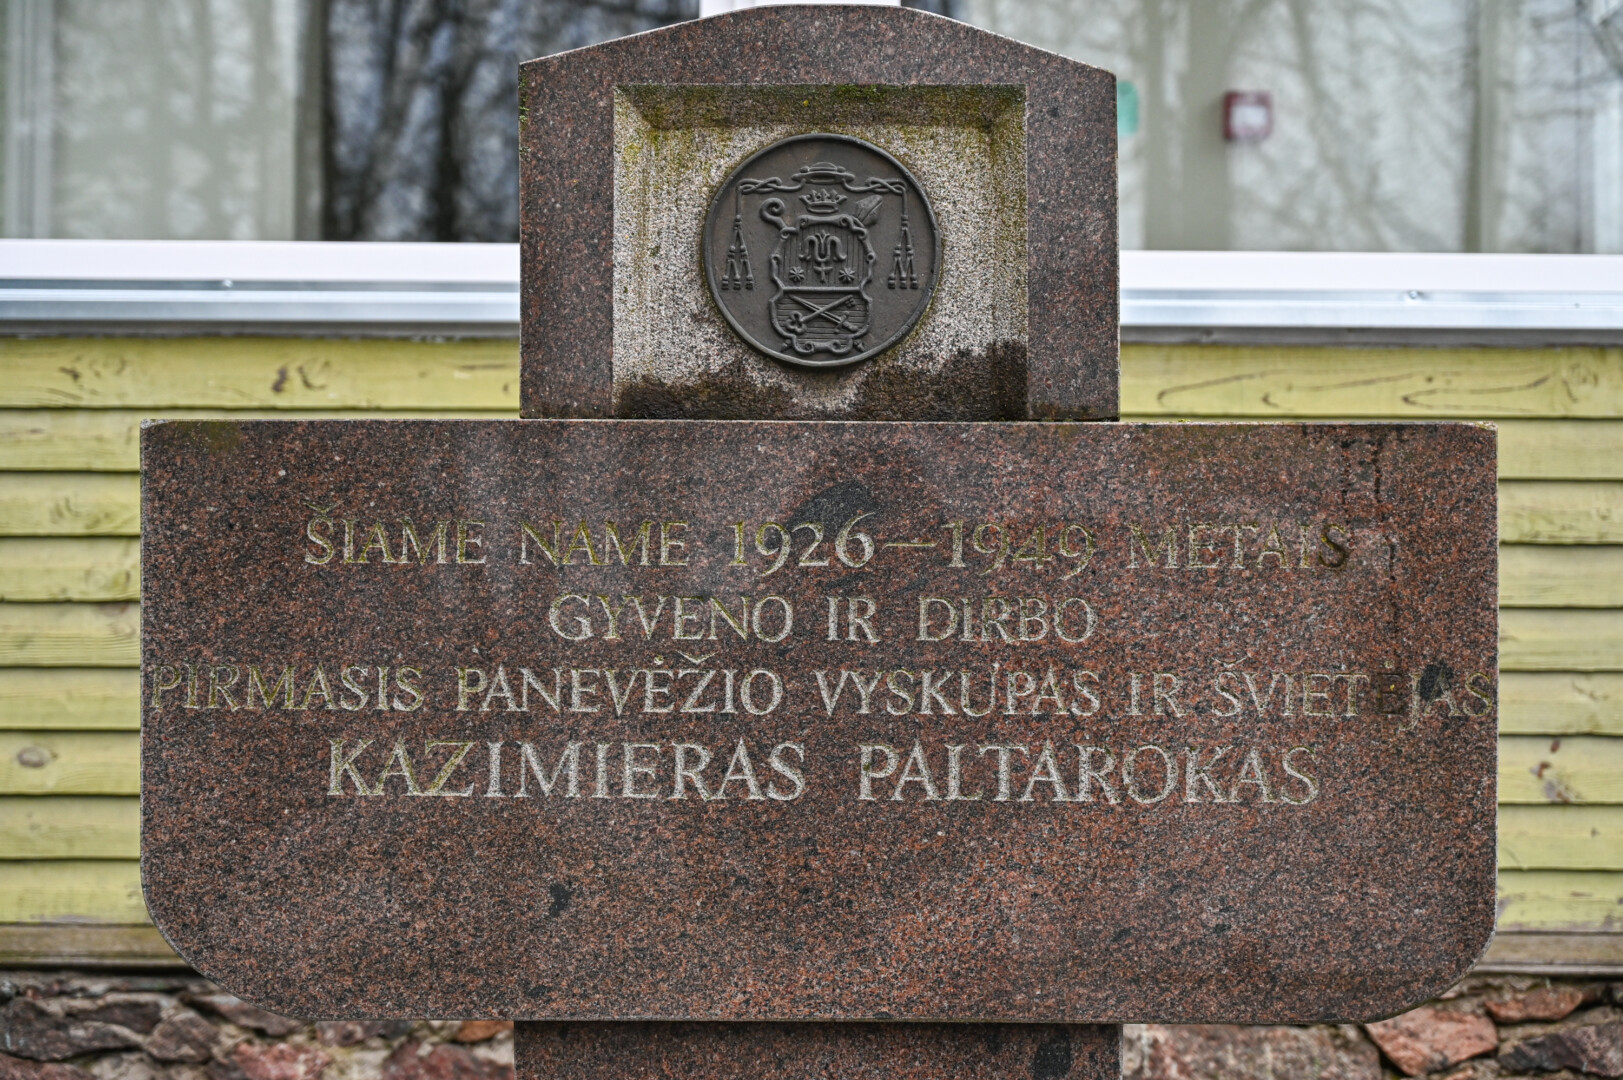 ŠIAME NAME 1926–1949 METAIS
GYVENO IR DIRBO
PIRMASIS PANEVĖŽIO VYSKUPAS IR ŠVIETĖJAS
KAZIMIERAS PALTAROKAS